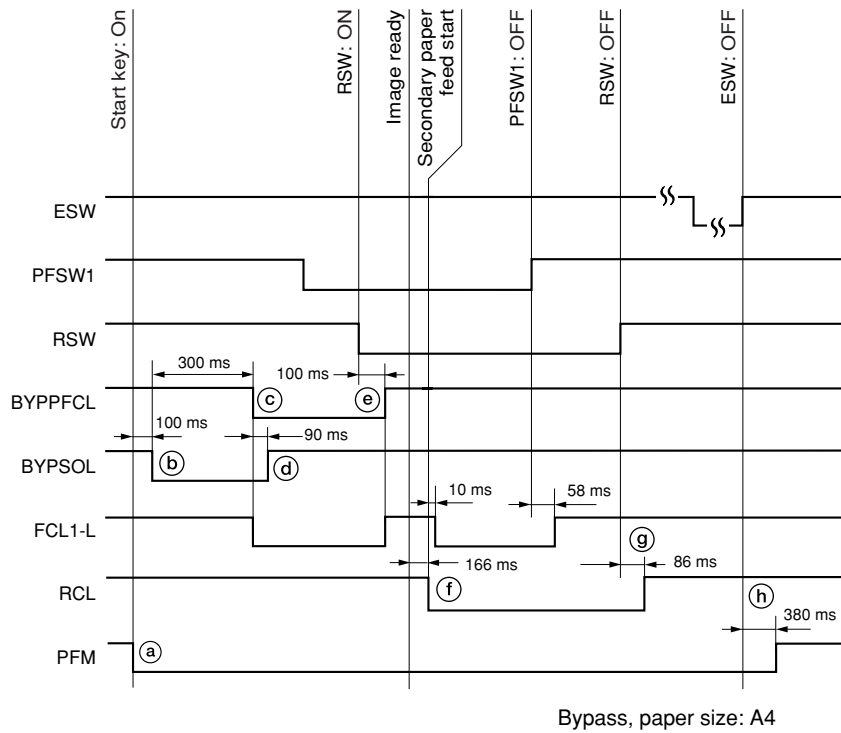 Start key: On
RSW: ON
Image ready
Secondary paper
feed start
PFSW1: OFF
RSW: OFF
ESW: OFF
ESW
PFSW1
RSW
300 ms
100 ms
BYPPFCL
c
e
100 ms
90 ms
BYPSOL
b
d
10 ms
58 ms
FCL1-L
g
166 ms
86 ms
RCL
f
h
380 ms
PFM
a
Bypass, paper size: A4